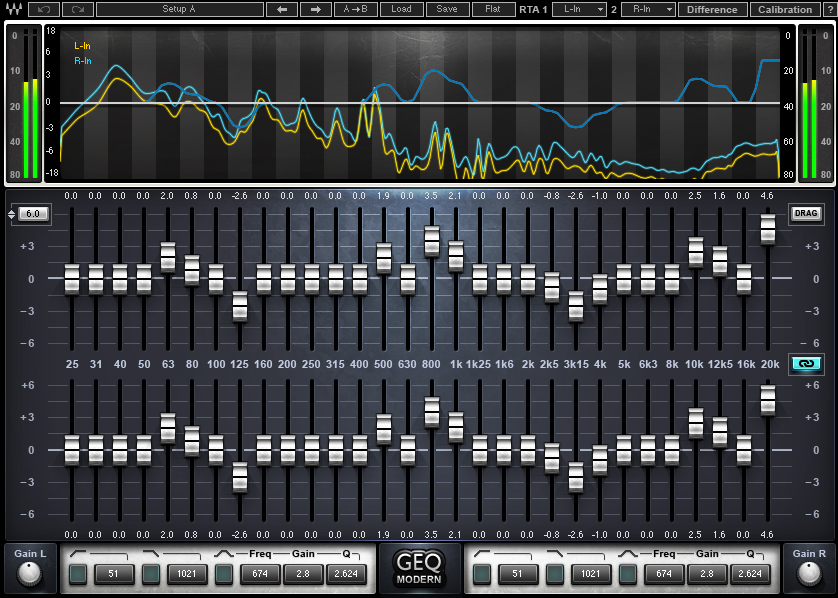 Setup A A→B Load Save Flat RTA 1 L-In 2 R-In Difference Calibration ?
0 10 20 40 80
18 6 3 0 -3 -6 -18
L-In
R-In
0 20 40 60 80
0 10 20 40 80
0.0 0.0 0.0 0.0 2.0 0.8 0.0 -2.6 0.0 0.0 0.0 0.0 0.0 1.9 0.0 3.5 2.1 0.0 0.0 0.0 -0.8 -2.6 -0.8 0.0 0.0 0.0 2.5 1.6 0.0 4.6
6.0 DRAG
+3 +3
0 0
-3 -3
-6 -6
25 31 40 50 63 80 100 125 160 200 250 315 400 500 630 800 1k 1k25 1k6 2k 2k5 3k15 4k 5k 6k3 8k 10k 12k5 16k 20k
+6 +6
+3 +3
0 0
-3 -3
-6 -6
0.0 0.0 0.0 0.0 2.0 0.8 0.0 -2.6 0.0 0.0 0.0 0.0 0.0 1.9 0.0 3.5 2.1 0.0 0.0 0.0 -0.8 -2.6 -0.8 0.0 0.0 0.0 2.5 1.6 0.0 4.6
Gain L Freq Gain Q GEQ MODERN Freq Gain Q Gain R
51 1021 674 2.8 2.624 51 1021 674 2.8 2.624